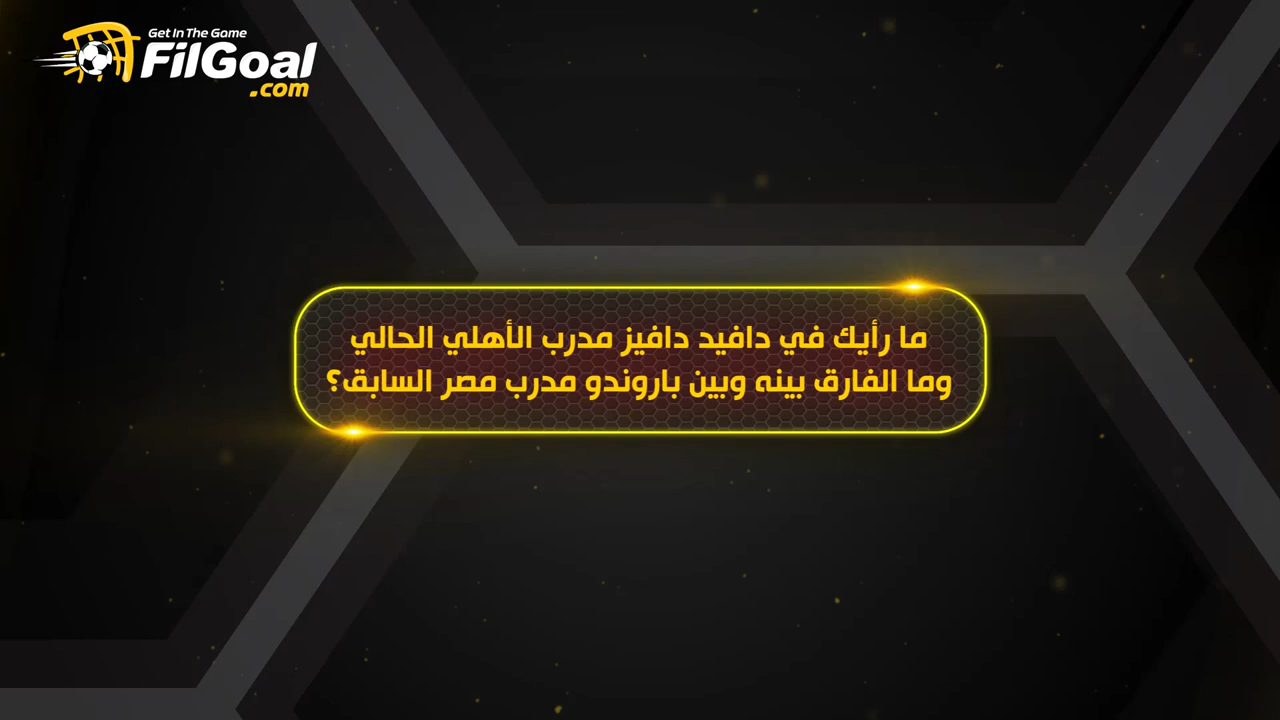 Get In The Game
FilGoal
.com
ما رأيك في دافيد دافيز مدرب الأهلي الحالي
وما الفارق بينه وبين باروندو مدرب مصر السابق؟